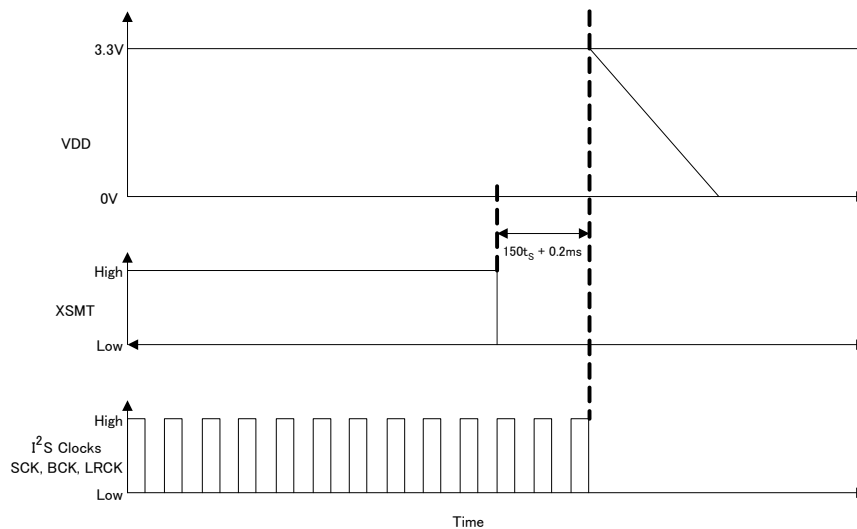 3.3V
VDD
0V
150tS + 0.2ms
High
XSMT
Low
High
I2S Clocks
SCK, BCK, LRCK
Low
Time